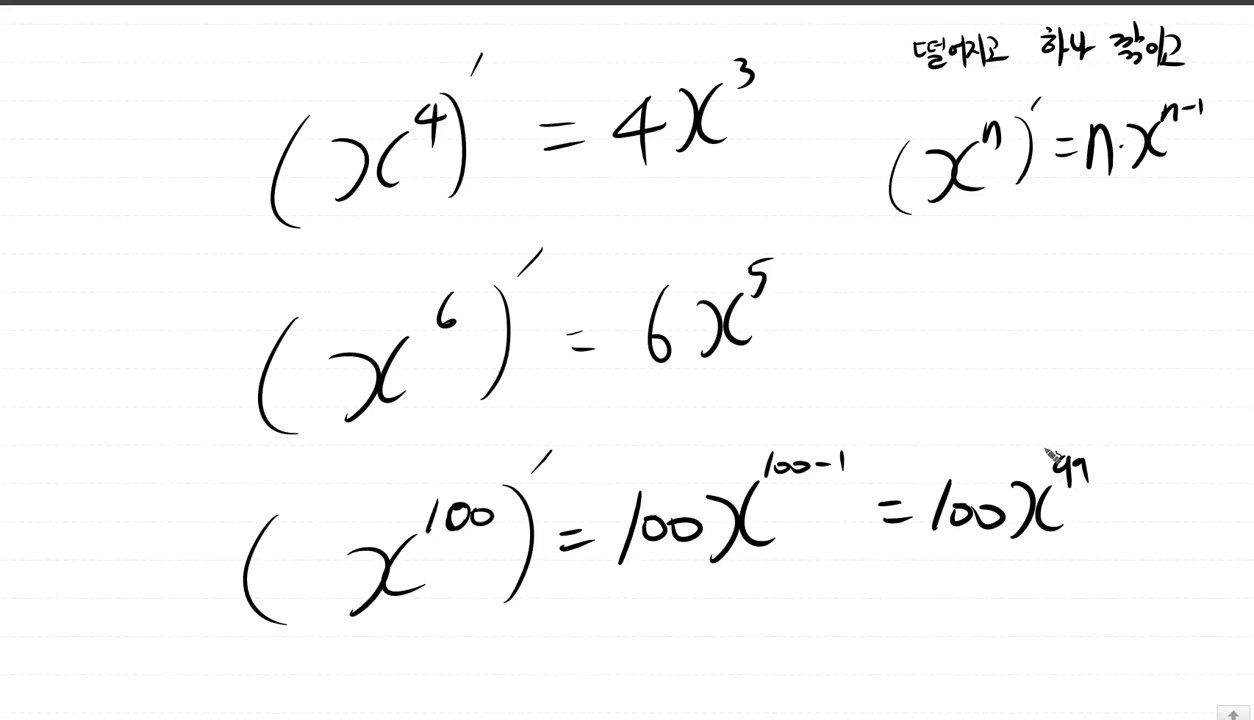 떨어지고 하나 깎이고
(x⁴)′ = 4x³
(xⁿ)′ = n·xⁿ⁻¹
(x⁶)′ = 6x⁵
(x¹⁰⁰)′ = 100x¹⁰⁰⁻¹ = 100x⁹⁹